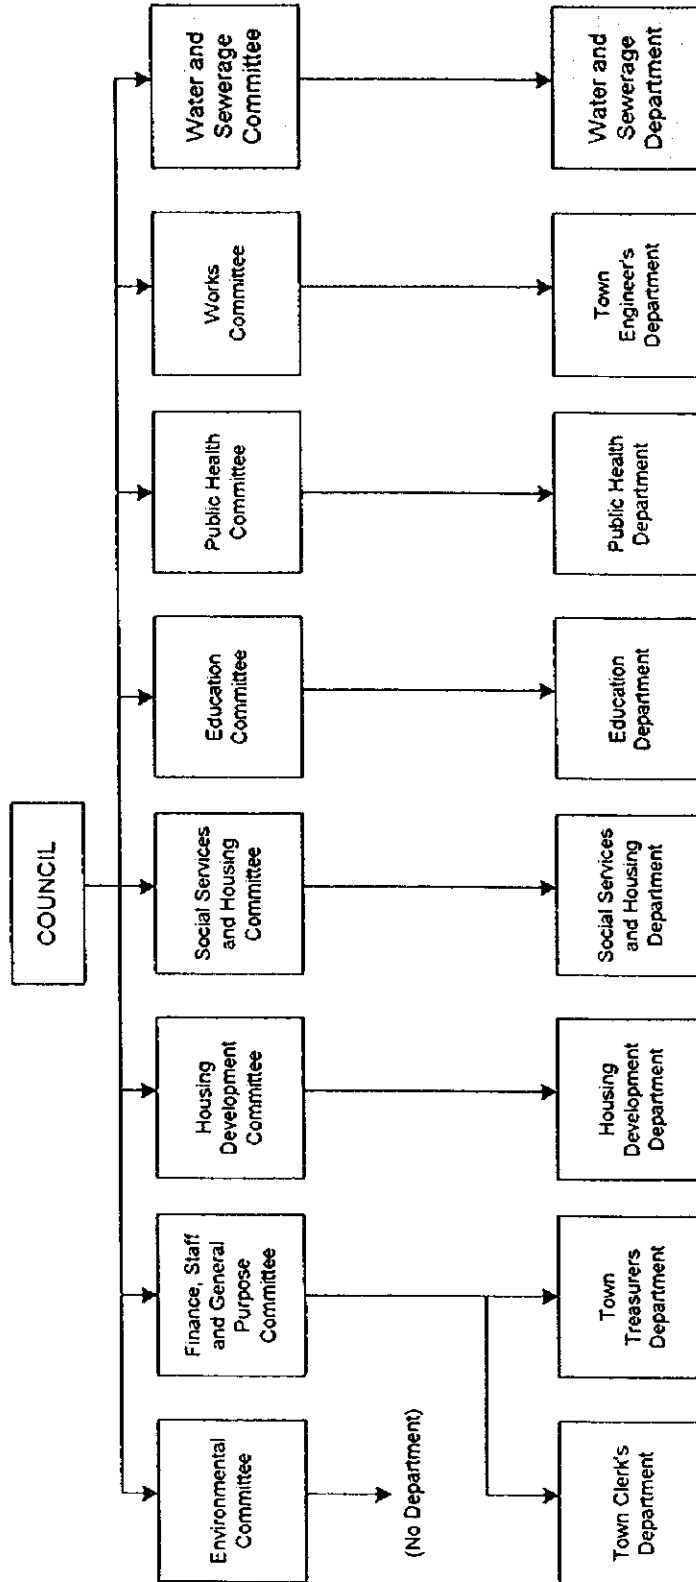 COUNCIL
Environmental
Committee
Finance, Staff
and General
Purpose
Committee
Housing
Development
Committee
Social Services
and Housing
Committee
Education
Committee
Public Health
Committee
Works
Committee
Water and
Sewerage
Committee
(No Department)
Town Clerk's
Department
Town
Treasurers
Department
Housing
Development
Department
Social Services
and Housing
Department
Education
Department
Public Health
Department
Town
Engineer's
Department
Water and
Sewerage
Department